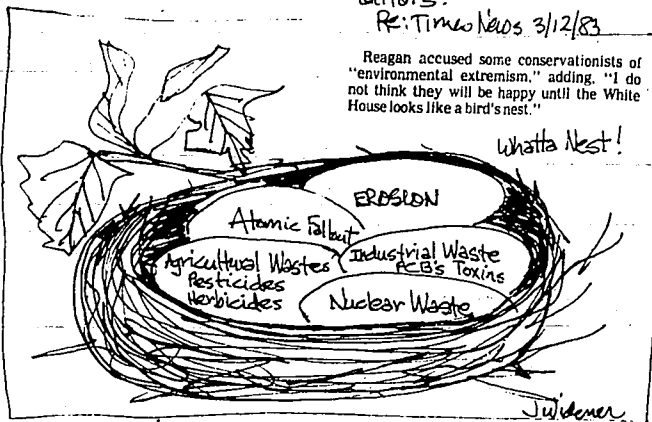 Re: Times News 3/12/83
Reagan accused some conservationists of
"environmental extremism," adding, "I do
not think they will be happy until the White
House looks like a bird's nest."
Whatta Nest!
EROSION
Atomic Fallout
Agricultural Wastes
Pesticides
Herbicides
Industrial Waste
PCB's Toxins
Nuclear Waste
J Widener